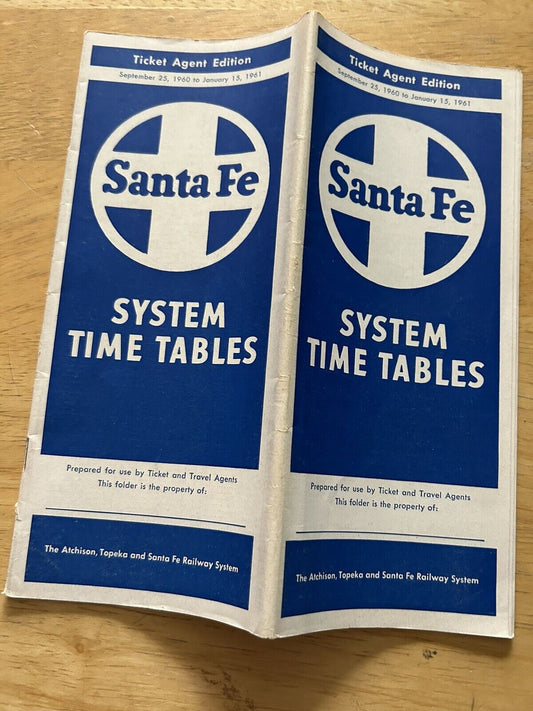 Ticket Agent Edition
September 25, 1960 to January 15, 1961
Santa Fe
SYSTEM
TIME TABLES
Prepared for use by Ticket and Travel Agents
This folder is the property of:
The Atchison, Topeka and Santa Fe Railway System
Ticket Agent Edition
September 25, 1960 to January 15, 1961
Santa Fe
SYSTEM
TIME TABLES
Prepared for use by Ticket and Travel Agents
This folder is the property of:
The Atchison, Topeka and Santa Fe Railway System